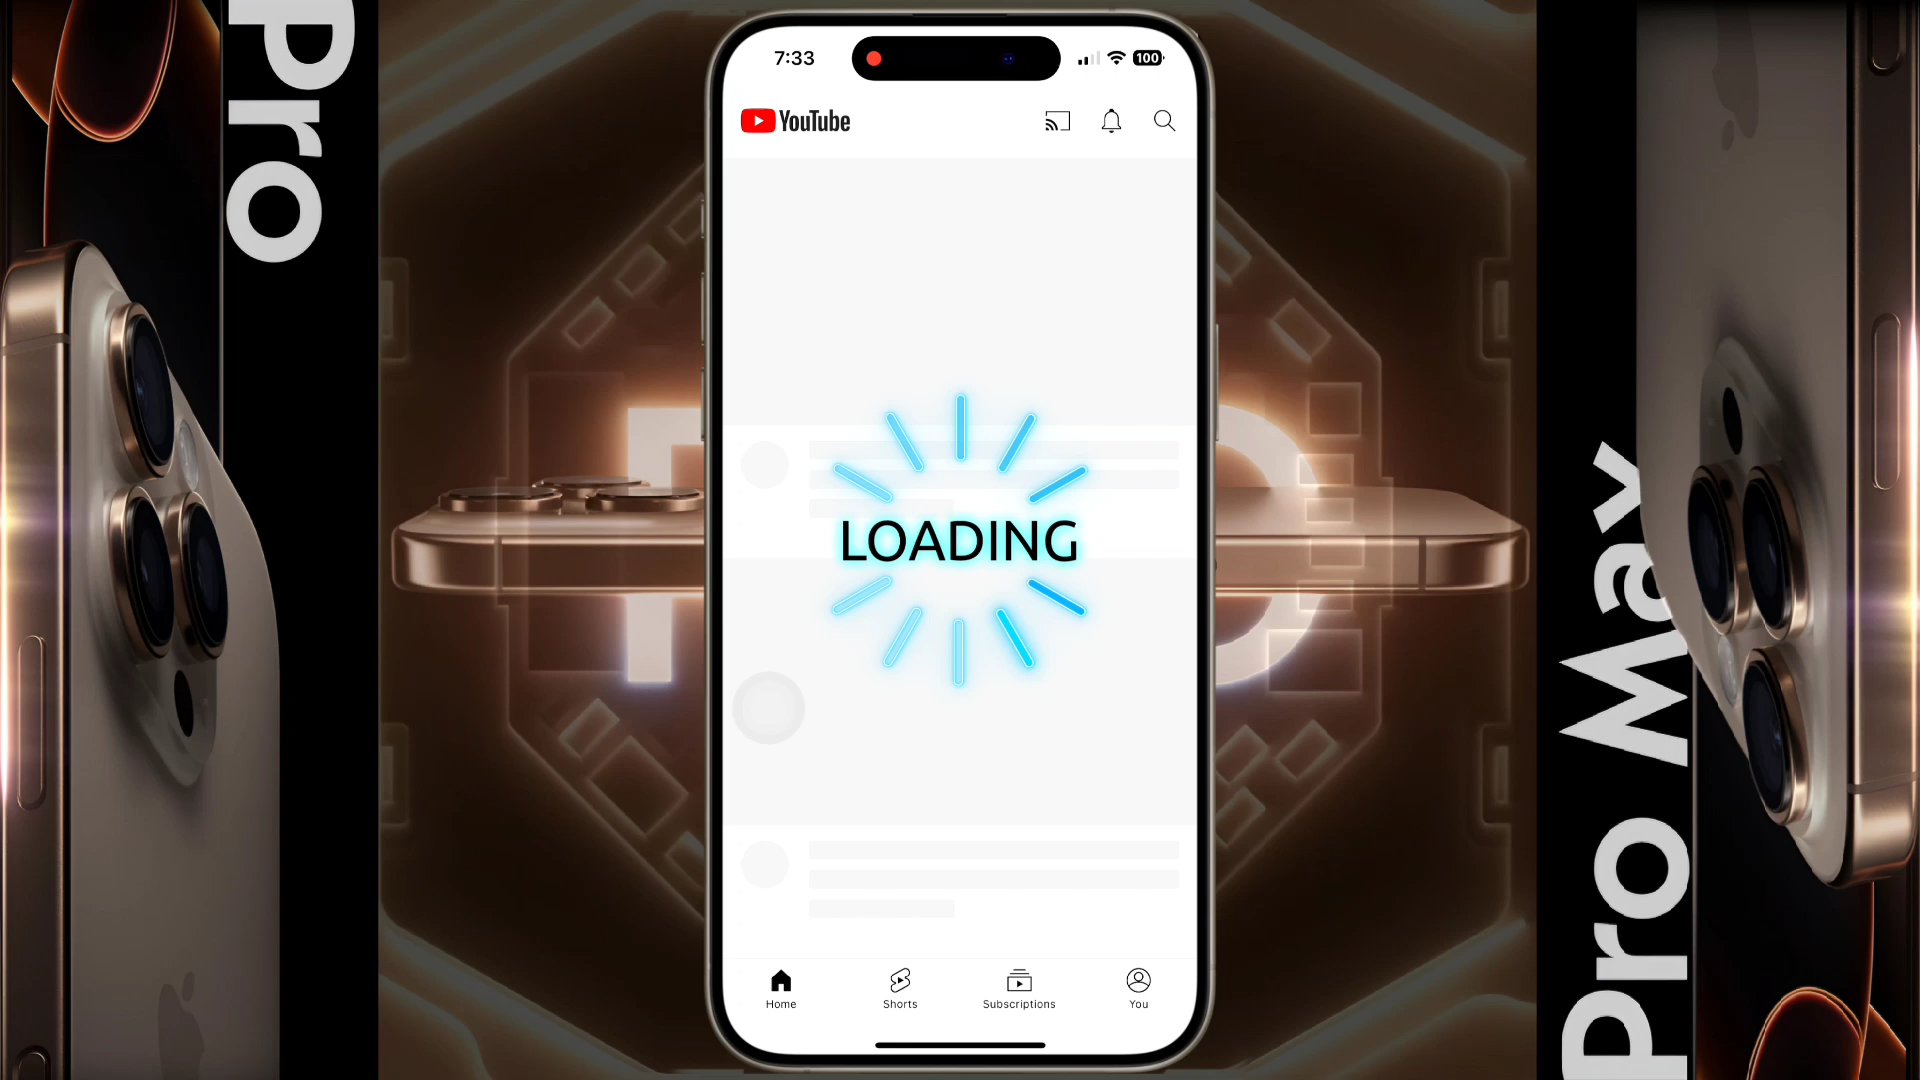 Pro
7:33
100
YouTube
LOADING
Home
Shorts
Subscriptions
You
Pro Max